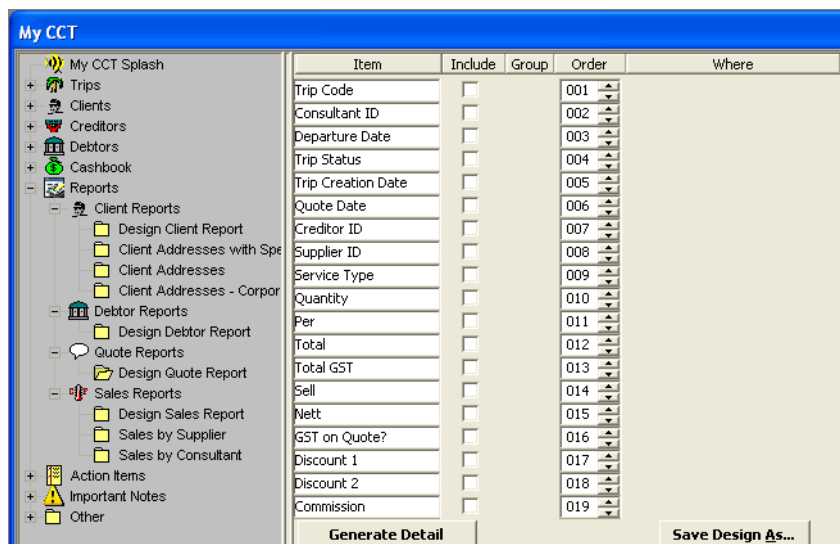 My CCT
My CCT Splash
Trips
Clients
Creditors
Debtors
Cashbook
Reports
Client Reports
Design Client Report
Client Addresses with Spe
Client Addresses
Client Addresses - Corpor
Debtor Reports
Design Debtor Report
Quote Reports
Design Quote Report
Sales Reports
Design Sales Report
Sales by Supplier
Sales by Consultant
Action Items
Important Notes
Other
Item Include Group Order Where
Trip Code 001
Consultant ID 002
Departure Date 003
Trip Status 004
Trip Creation Date 005
Quote Date 006
Creditor ID 007
Supplier ID 008
Service Type 009
Quantity 010
Per 011
Total 012
Total GST 013
Sell 014
Nett 015
GST on Quote? 016
Discount 1 017
Discount 2 018
Commission 019
Generate Detail Save Design As...